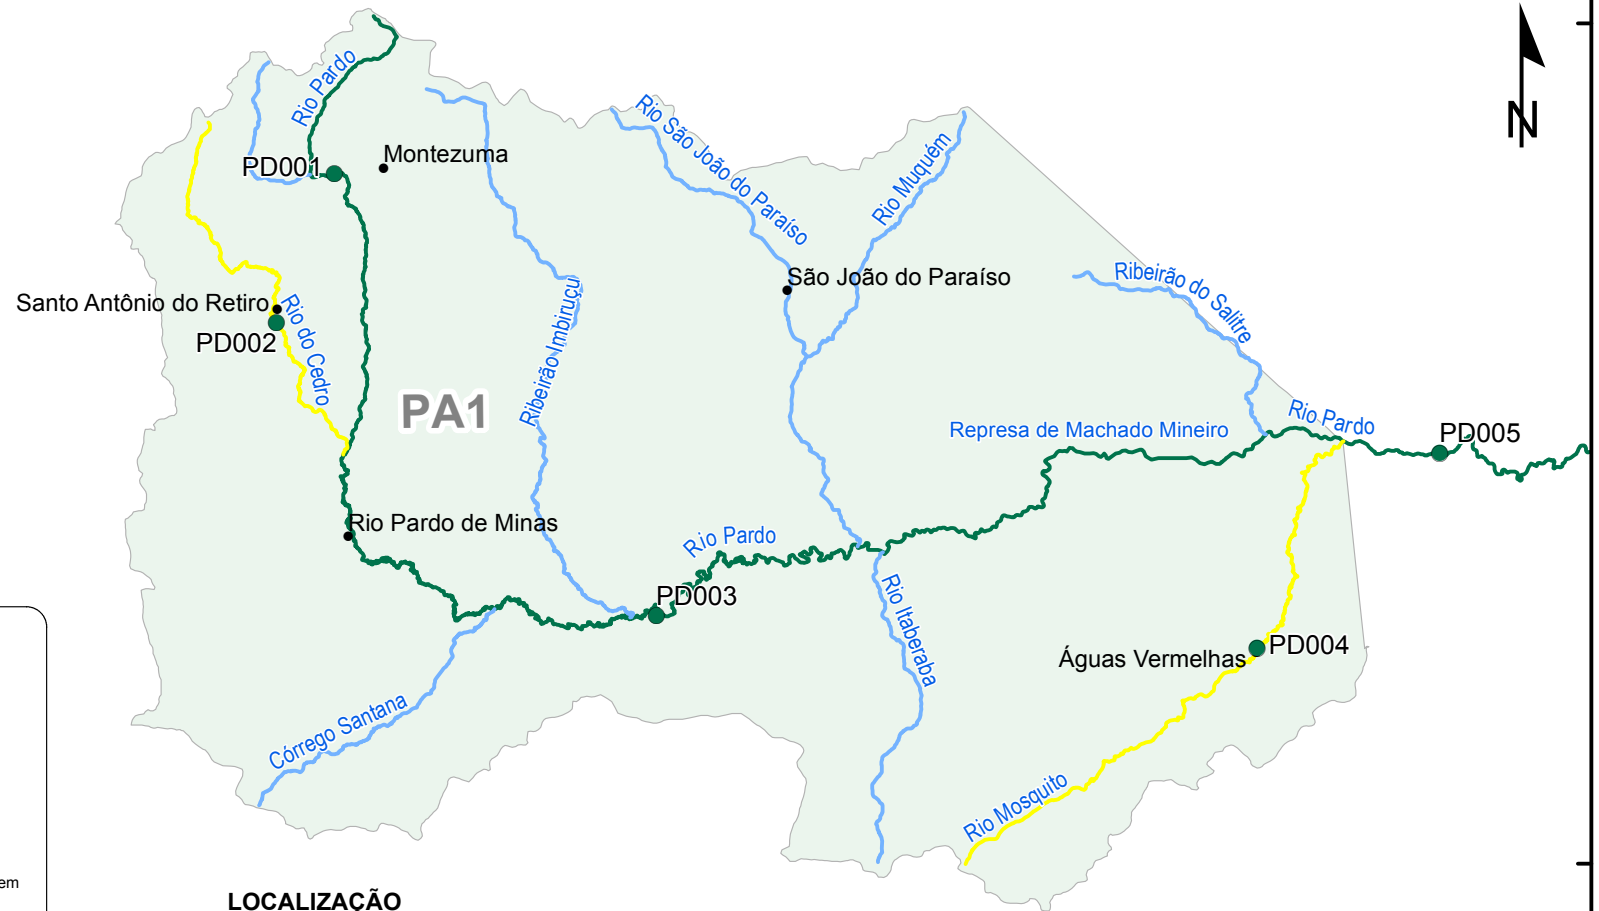 Rio Pardo
N
Rio São João do Paraíso
Rio Muquém
Montezuma
PD001
São João do Paraíso
Ribeirão do Salitre
Santo Antônio do Retiro
Rio do Cedro
PD002
Ribeirão Imbiruçu
PA1
Rio Pardo
Represa de Machado Mineiro
PD005
Rio Pardo de Minas
Rio Pardo
PD003
Rio Itaberaba
PD004
Águas Vermelhas
Córrego Santana
Rio Mosquito
em
LOCALIZAÇÃO